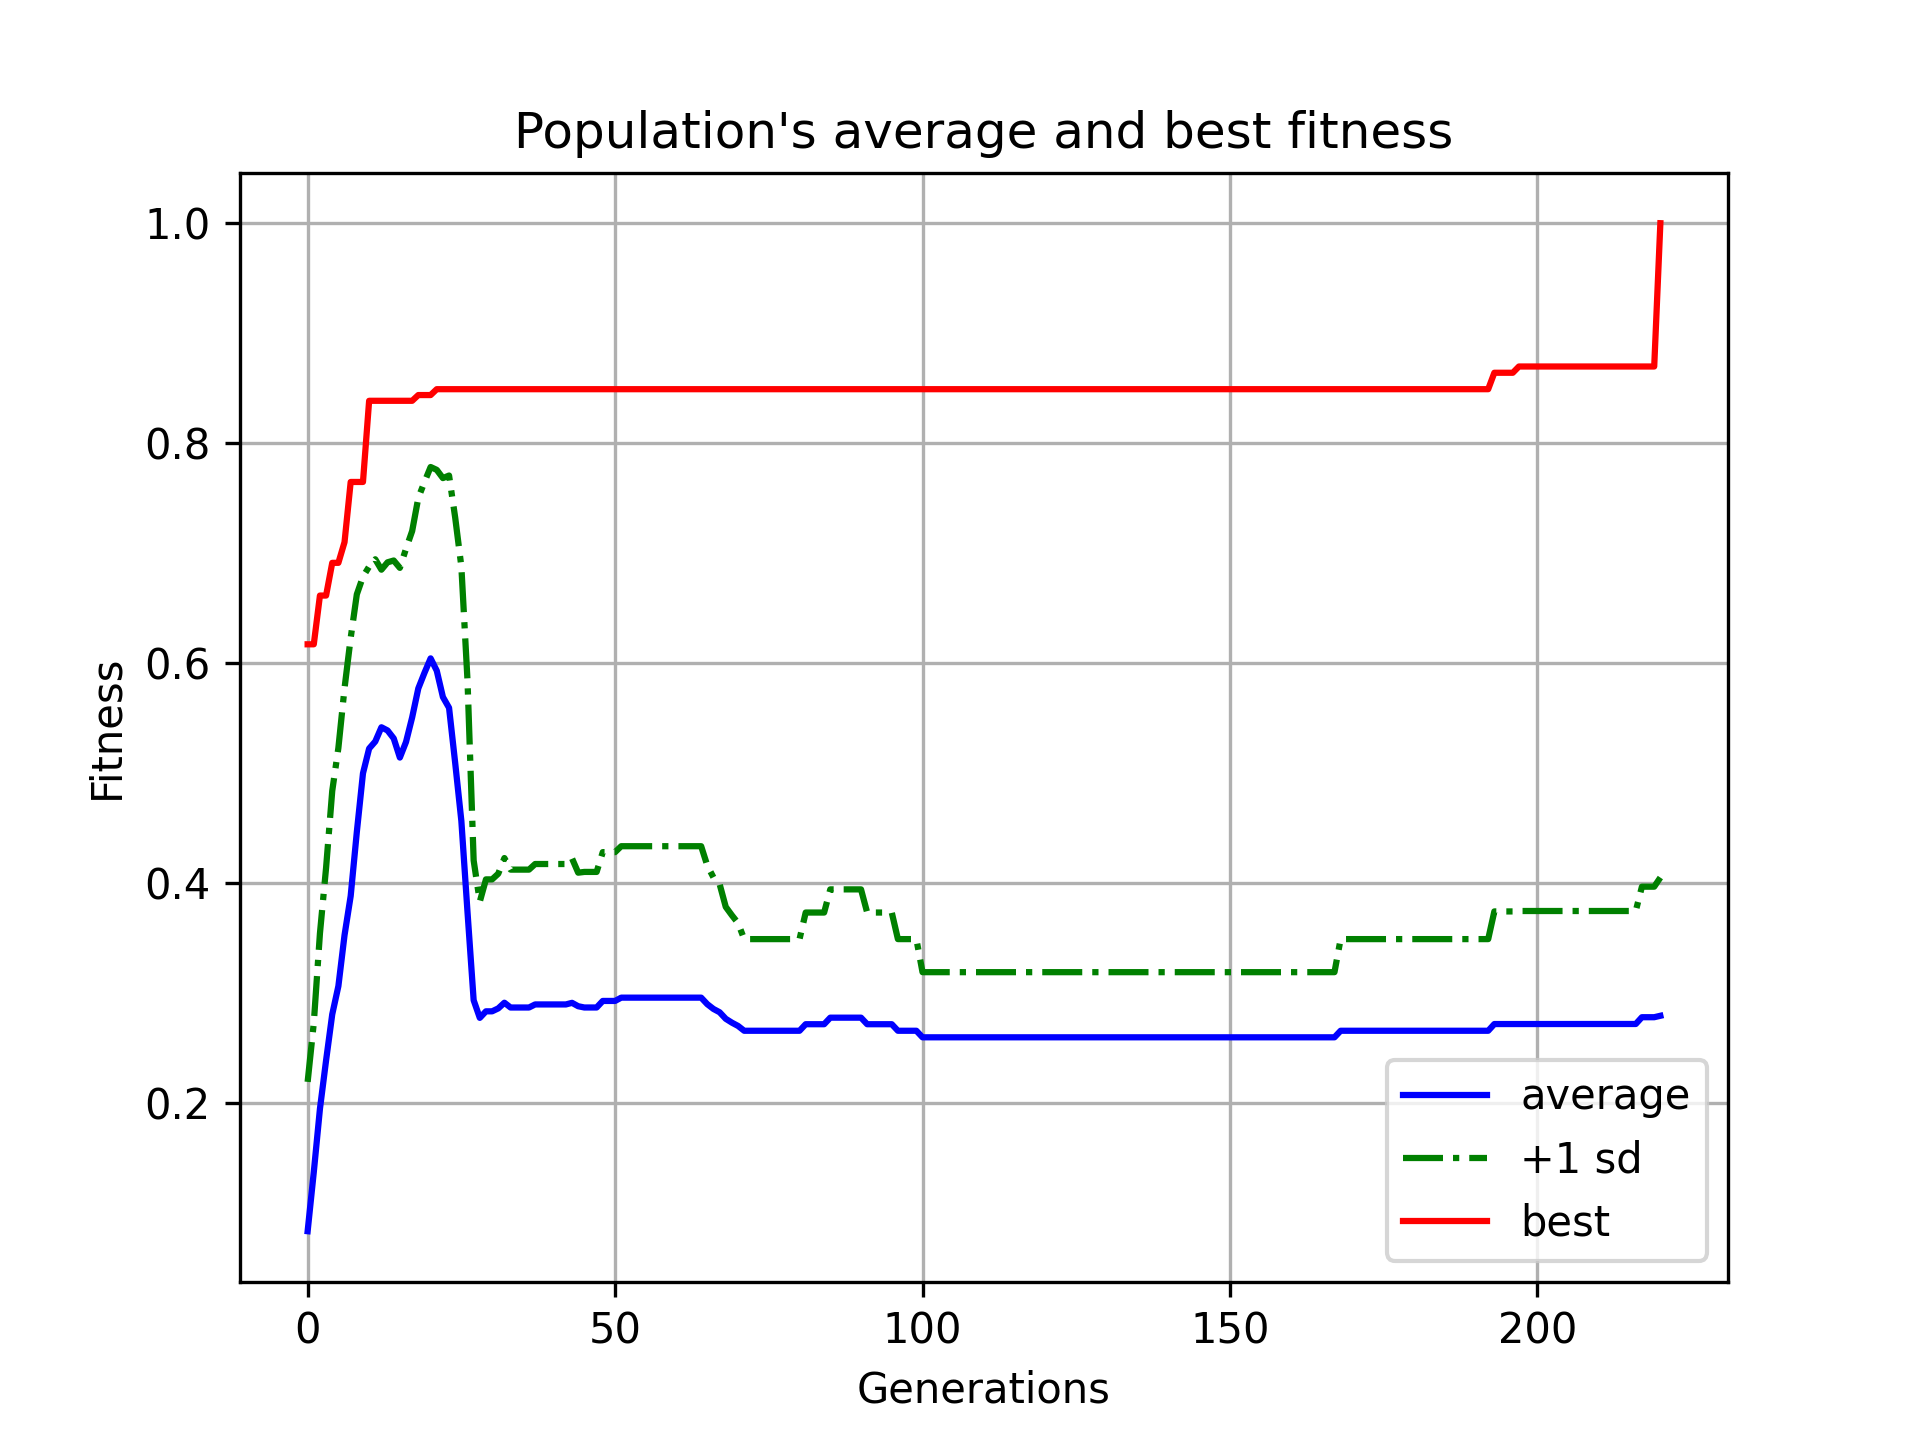 Population's average and best fitness
Fitness
1.0
0.8
0.6
0.4
0.2
average
+1 sd
best
0 50 100 150 200
Generations